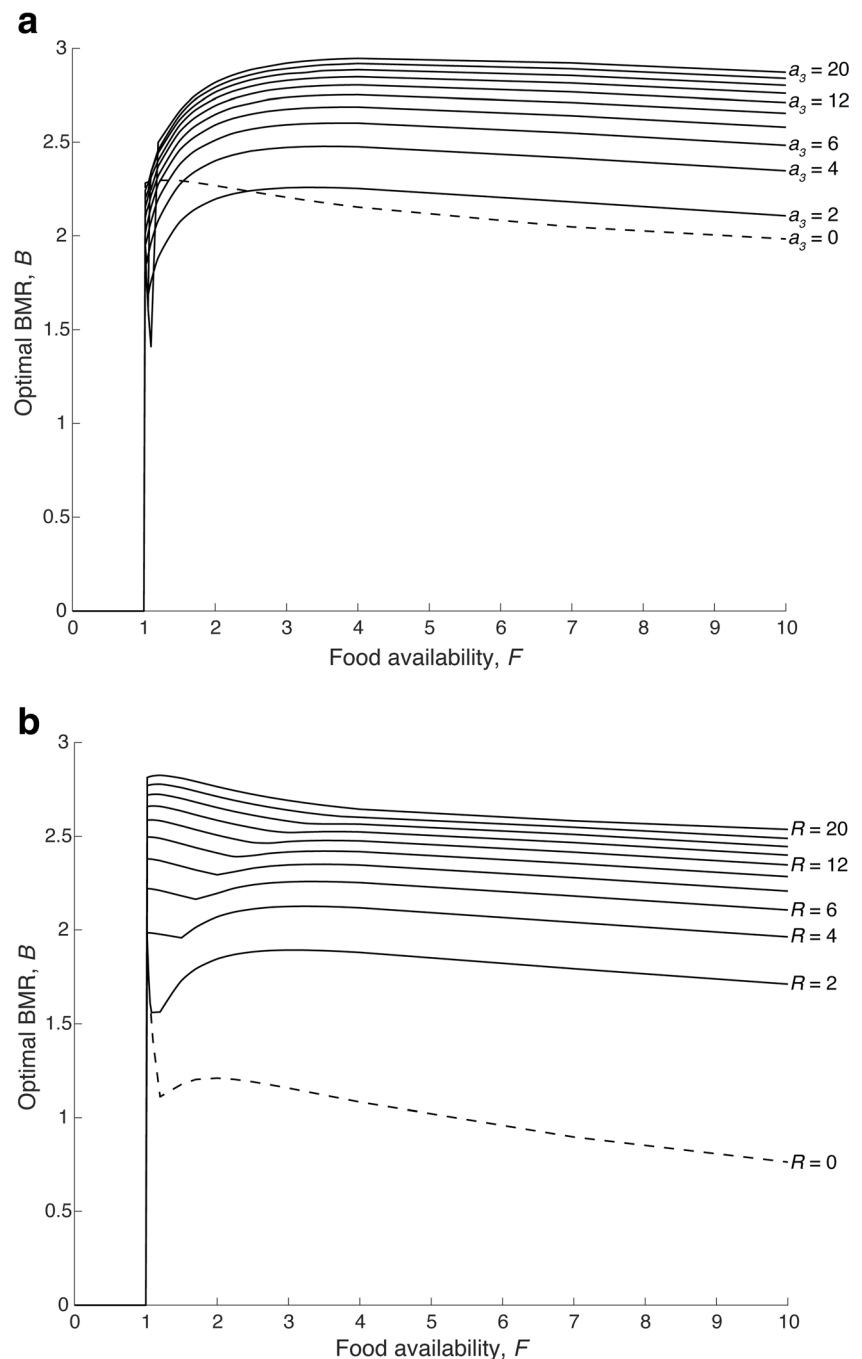 a
3
2.5
2
1.5
1
0.5
0
Optimal BMR, B
a₃ = 20
a₃ = 12
a₃ = 6
a₃ = 4
a₃ = 2
a₃ = 0
0 1 2 3 4 5 6 7 8 9 10
Food availability, F
b
3
2.5
2
1.5
1
0.5
0
Optimal BMR, B
R = 20
R = 12
R = 6
R = 4
R = 2
R = 0
0 1 2 3 4 5 6 7 8 9 10
Food availability, F